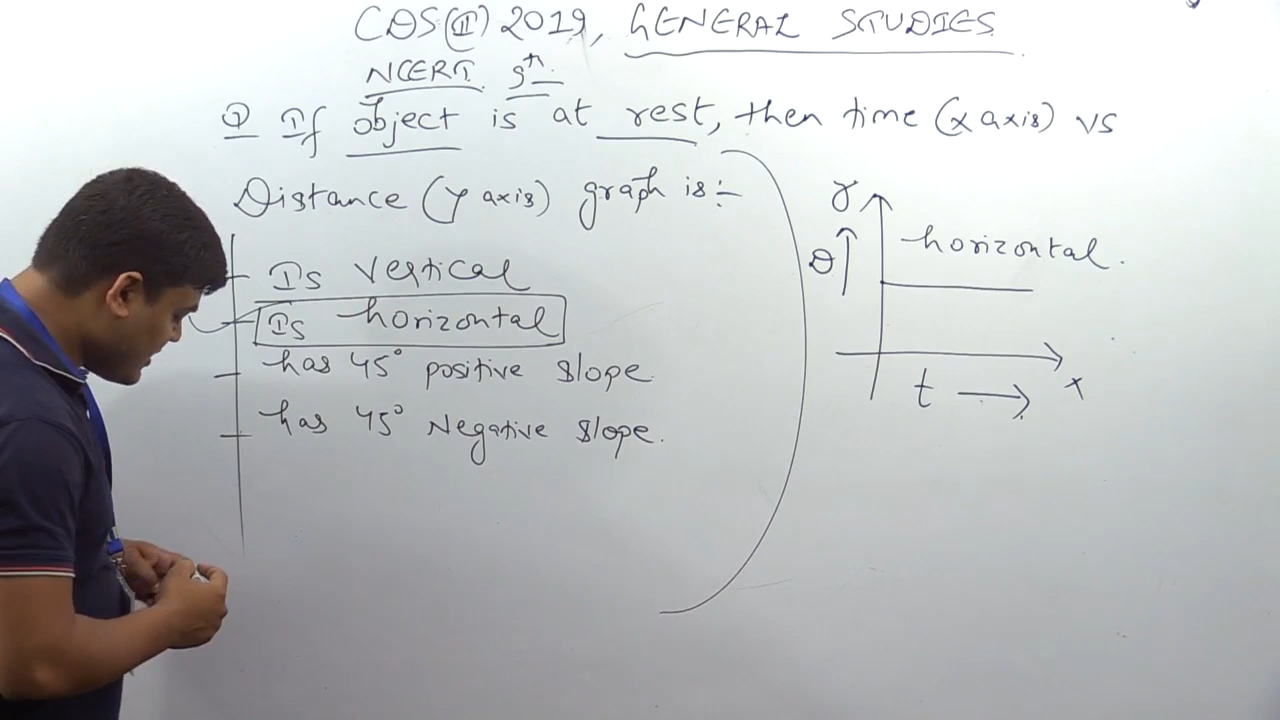 CDS(II) 2019, GENERAL STUDIES
NCERT 9th
Q If object is at rest, then time (x axis) vs
Distance (y axis) graph is :-
Is vertical
Is horizontal
has 45° positive slope
has 45° Negative slope.
Y
D
horizontal.
t
x